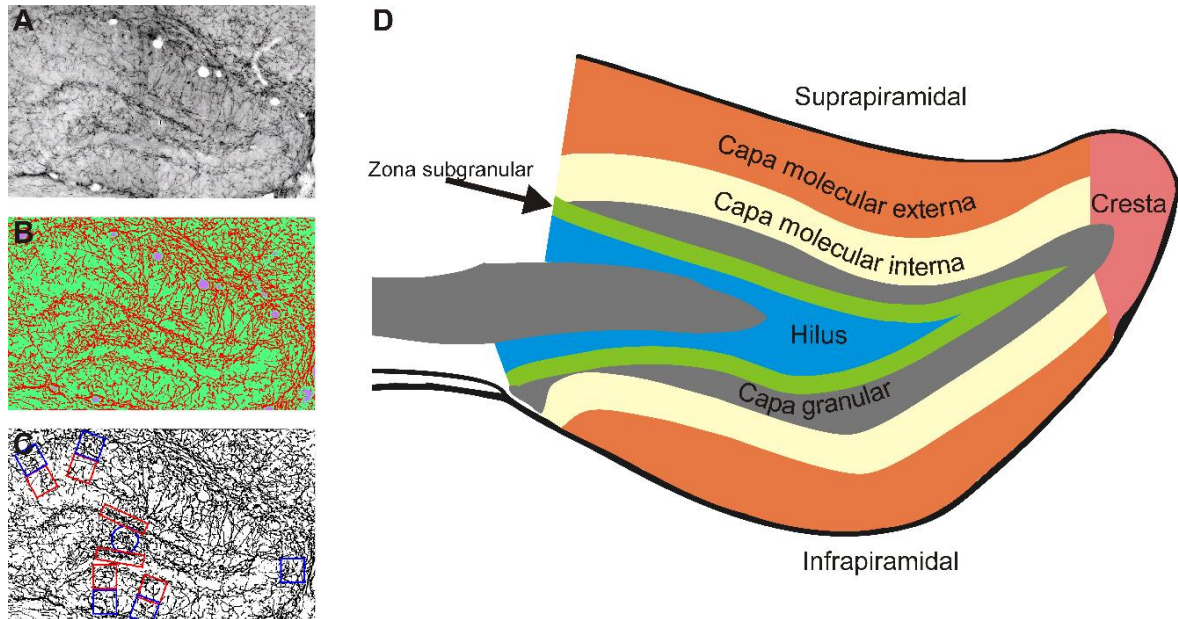 A
B
C
D
Suprapiramidal
Zona subgranular
Capa molecular externa
Cresta
Capa molecular interna
Hilus
Capa granular
Infrapiramidal